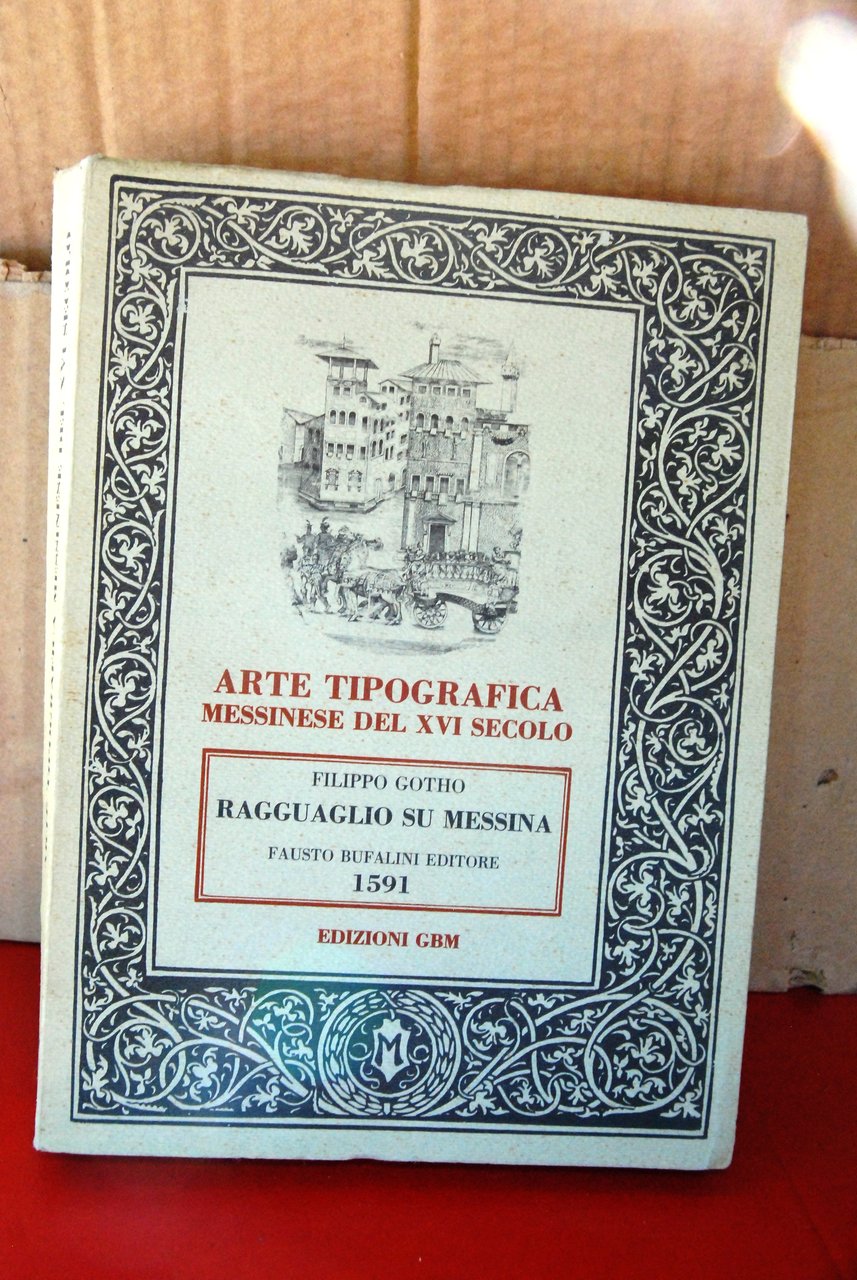 ARTE TIPOGRAFICA
MESSINESE DEL XVI SECOLO
FILIPPO GOTHO
RAGGUAGLIO SU MESSINA
FAUSTO BUFALINI EDITORE
1591
EDIZIONI GBM
M